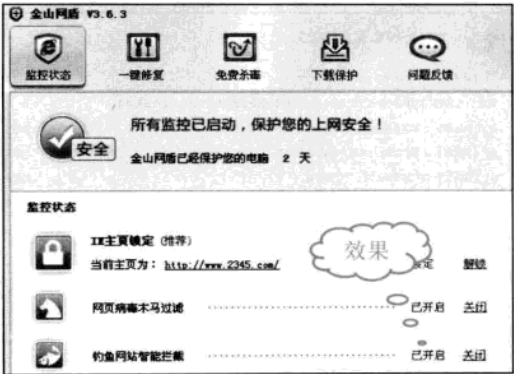 金山网盾 V3.6.3
监控状态 一键修复 免费杀毒 下载保护 问题反馈
所有监控已启动，保护您的上网安全！
安全
金山网盾已经保护您的电脑 2 天
监控状态
IE主页锁定（推荐）
效果
当前主页为： http://www.2345.com/ 定 解锁
网页病毒木马过滤 已开启 关闭
钓鱼网站智能拦截 已开启 关闭